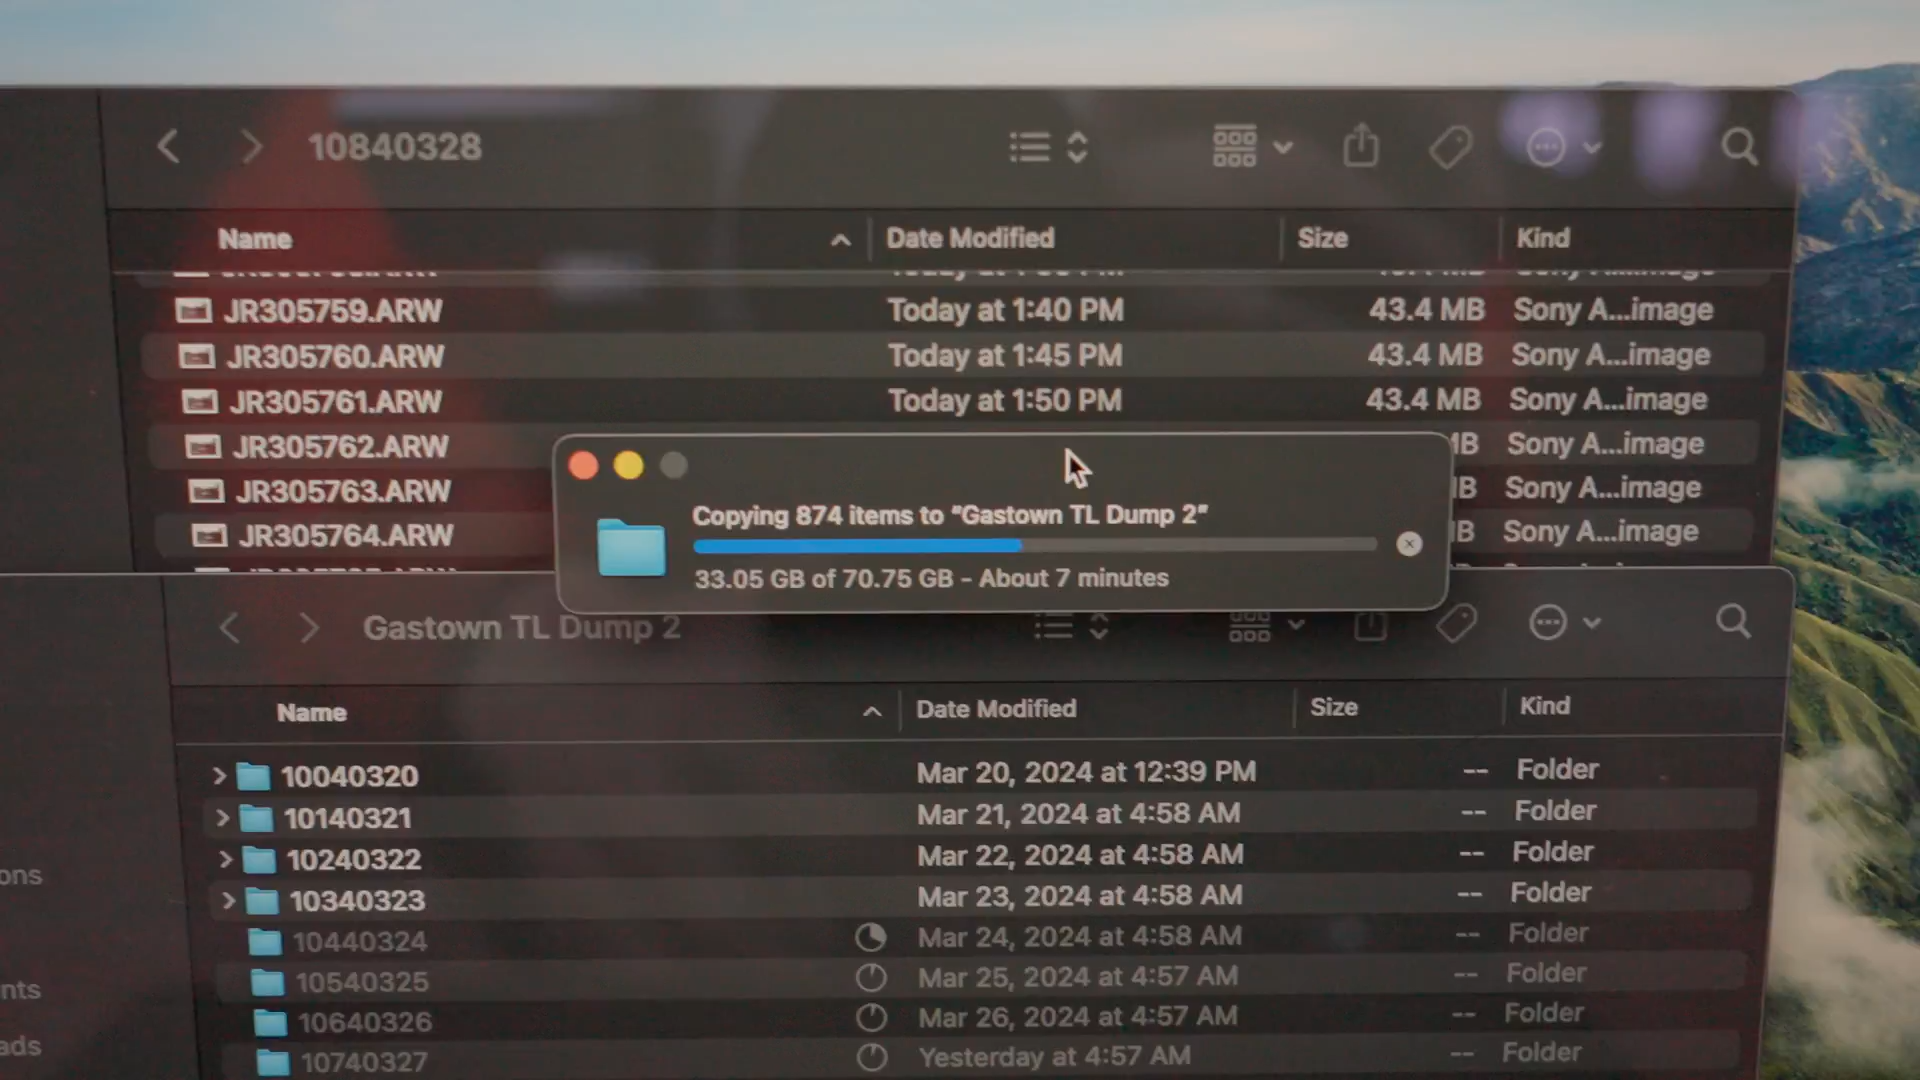 10840328
Name Date Modified Size Kind
JR305759.ARW Today at 1:40 PM 43.4 MB Sony A...image
JR305760.ARW Today at 1:45 PM 43.4 MB Sony A...image
JR305761.ARW Today at 1:50 PM 43.4 MB Sony A...image
JR305762.ARW Sony A...image
JR305763.ARW Sony A...image
JR305764.ARW Sony A...image
Copying 874 items to "Gastown TL Dump 2"
33.05 GB of 70.75 GB – About 7 minutes
Gastown TL Dump 2
Name Date Modified Size Kind
10040320 Mar 20, 2024 at 12:39 PM -- Folder
10140321 Mar 21, 2024 at 4:58 AM -- Folder
10240322 Mar 22, 2024 at 4:58 AM -- Folder
10340323 Mar 23, 2024 at 4:58 AM -- Folder
10440324 Mar 24, 2024 at 4:58 AM -- Folder
10540325 Mar 25, 2024 at 4:57 AM -- Folder
10640326 Mar 26, 2024 at 4:57 AM -- Folder
10740327 Yesterday at 4:57 AM -- Folder